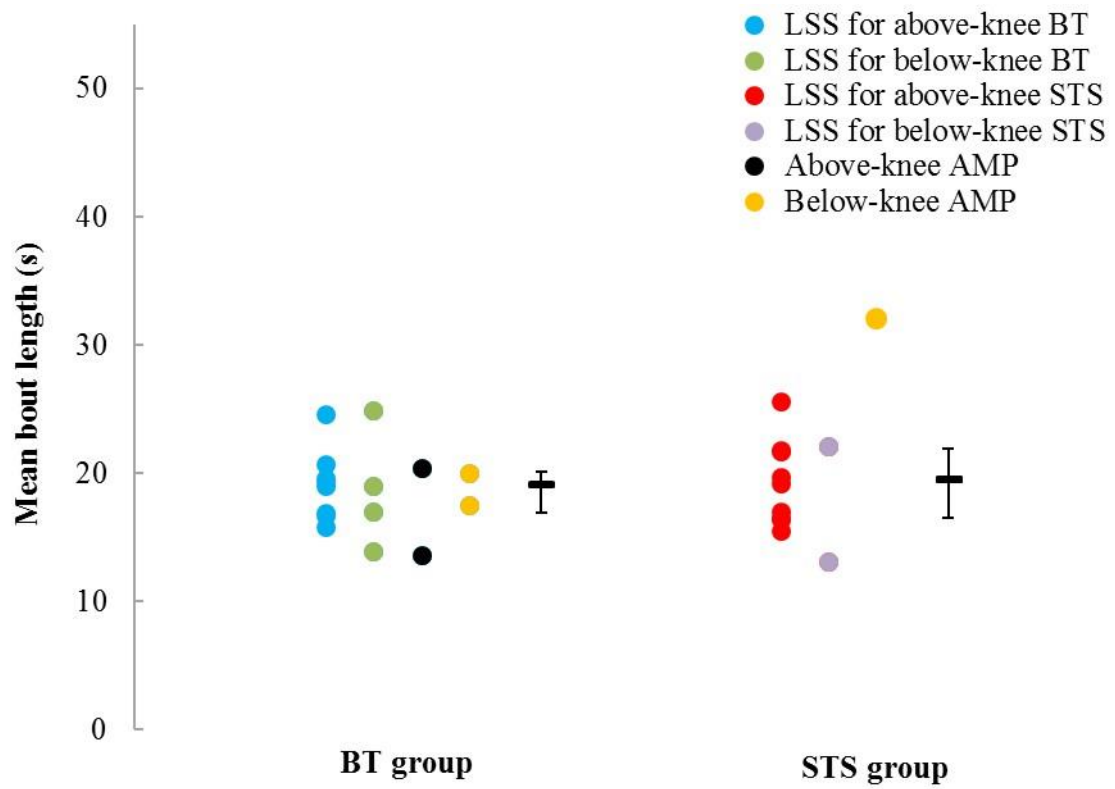 LSS for above-knee BT
LSS for below-knee BT
LSS for above-knee STS
LSS for below-knee STS
Above-knee AMP
Below-knee AMP
Mean bout length (s)
50
40
30
20
10
0
BT group
STS group